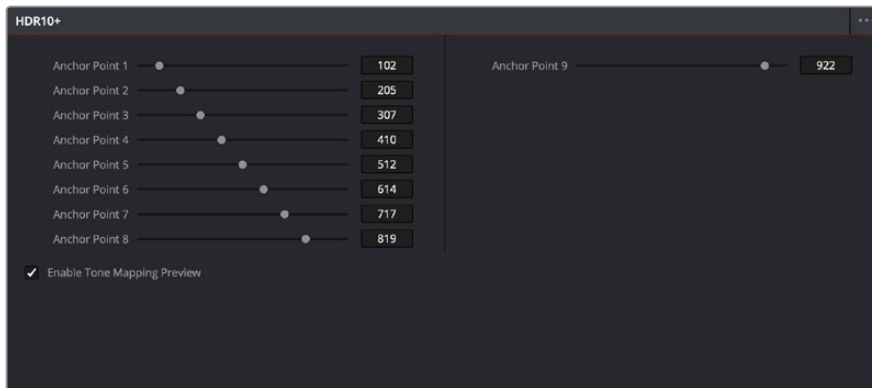 HDR10+
Anchor Point 1 102
Anchor Point 2 205
Anchor Point 3 307
Anchor Point 4 410
Anchor Point 5 512
Anchor Point 6 614
Anchor Point 7 717
Anchor Point 8 819
Anchor Point 9 922
Enable Tone Mapping Preview